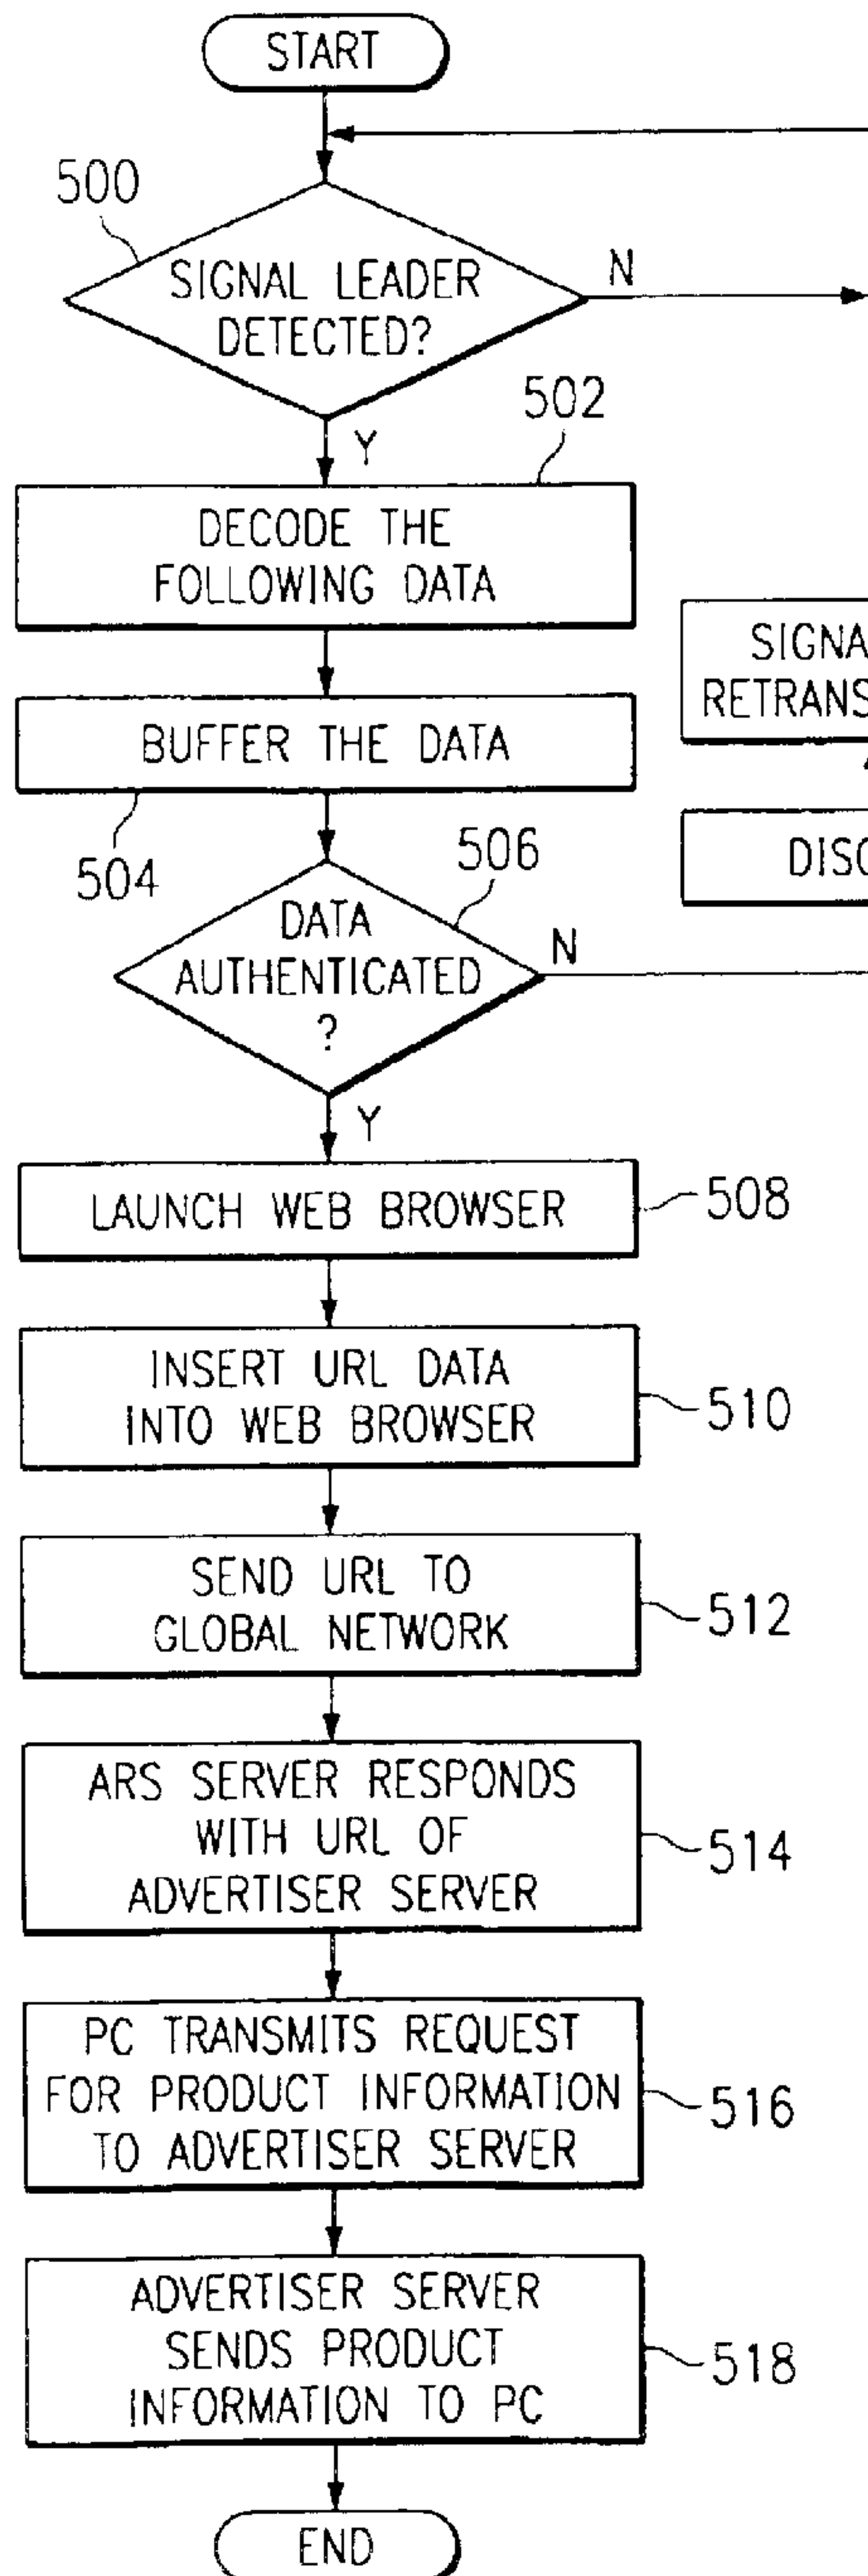 START
500
SIGNAL LEADER
DETECTED?
N
502
Y
DECODE THE
FOLLOWING DATA
BUFFER THE DATA
504
506
DATA
AUTHENTICATED
?
N
Y
LAUNCH WEB BROWSER
508
INSERT URL DATA
INTO WEB BROWSER
510
SEND URL TO
GLOBAL NETWORK
512
ARS SERVER RESPONDS
WITH URL OF
ADVERTISER SERVER
514
PC TRANSMITS REQUEST
FOR PRODUCT INFORMATION
TO ADVERTISER SERVER
516
ADVERTISER SERVER
SENDS PRODUCT
INFORMATION TO PC
518
END